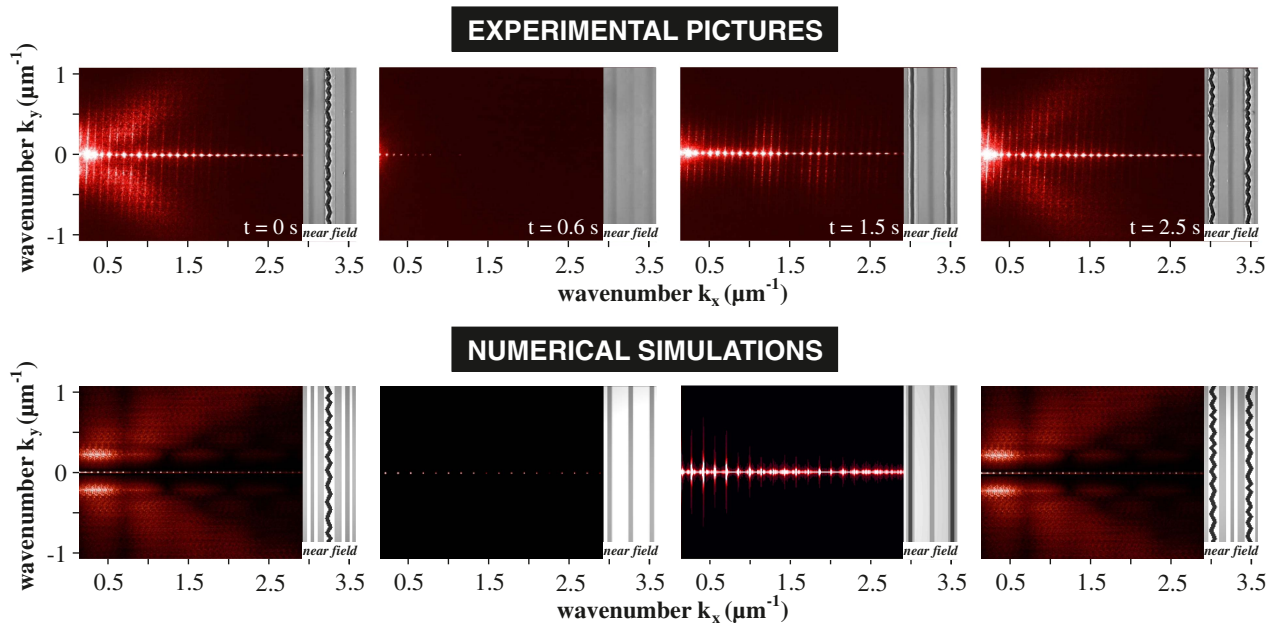 EXPERIMENTAL PICTURES
wavenumber k_y (µm⁻¹)
1
0
-1
t = 0 s near field
t = 0.6 s near field
t = 1.5 s near field
t = 2.5 s near field
0.5 1.5 2.5 3.5 0.5 1.5 2.5 3.5 0.5 1.5 2.5 3.5 0.5 1.5 2.5 3.5
wavenumber k_x (µm⁻¹)
NUMERICAL SIMULATIONS
wavenumber k_y (µm⁻¹)
1
0
-1
near field near field near field near field
0.5 1.5 2.5 3.5 0.5 1.5 2.5 3.5 0.5 1.5 2.5 3.5 0.5 1.5 2.5 3.5
wavenumber k_x (µm⁻¹)